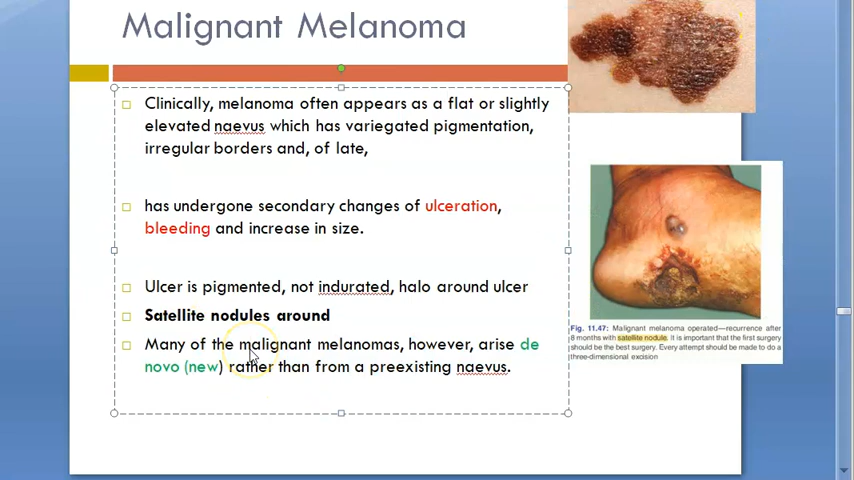 Malignant Melanoma
Clinically, melanoma often appears as a flat or slightly
elevated naevus which has variegated pigmentation,
irregular borders and, of late,
has undergone secondary changes of ulceration,
bleeding and increase in size.
Ulcer is pigmented, not indurated, halo around ulcer
Satellite nodules around
Many of the malignant melanomas, however, arise de
novo (new) rather than from a preexisting naevus.
Fig. 11.47: Malignant melanoma operated—recurrence after
8 months with satellite nodule. It is important that the first surgery
should be the best surgery. Every attempt should be made to do a
three-dimensional excision